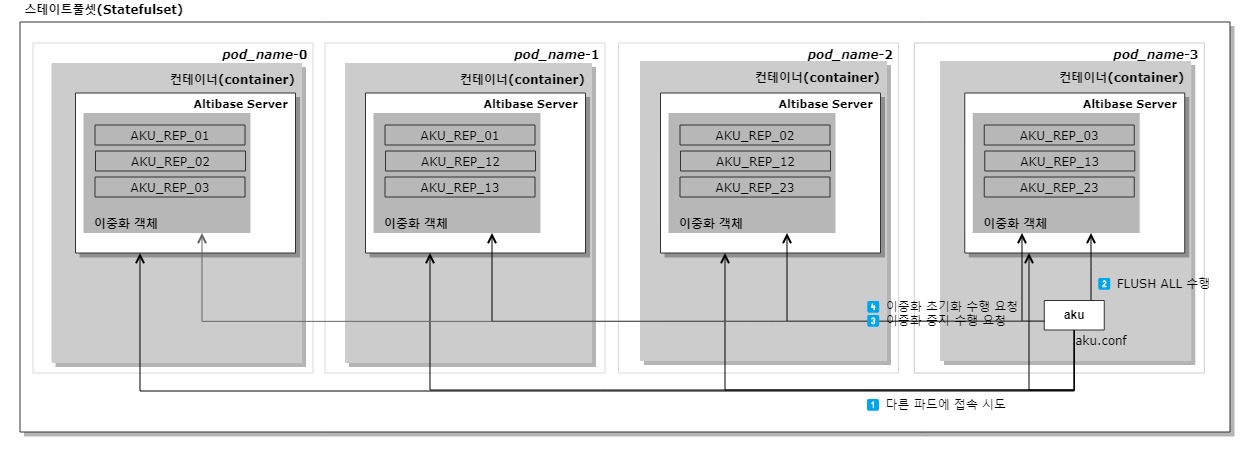 스테이트풀셋(Statefulset)
pod_name-0
컨테이너(container)
Altibase Server
AKU_REP_01
AKU_REP_02
AKU_REP_03
이중화 객체
pod_name-1
컨테이너(container)
Altibase Server
AKU_REP_01
AKU_REP_12
AKU_REP_13
이중화 객체
pod_name-2
컨테이너(container)
Altibase Server
AKU_REP_02
AKU_REP_12
AKU_REP_23
이중화 객체
pod_name-3
컨테이너(container)
Altibase Server
AKU_REP_03
AKU_REP_13
AKU_REP_23
이중화 객체
2 FLUSH ALL 수행
4 이중화 초기화 수행 요청
3 이중화 중지 수행 요청
aku
aku.conf
1 다른 파드에 접속 시도